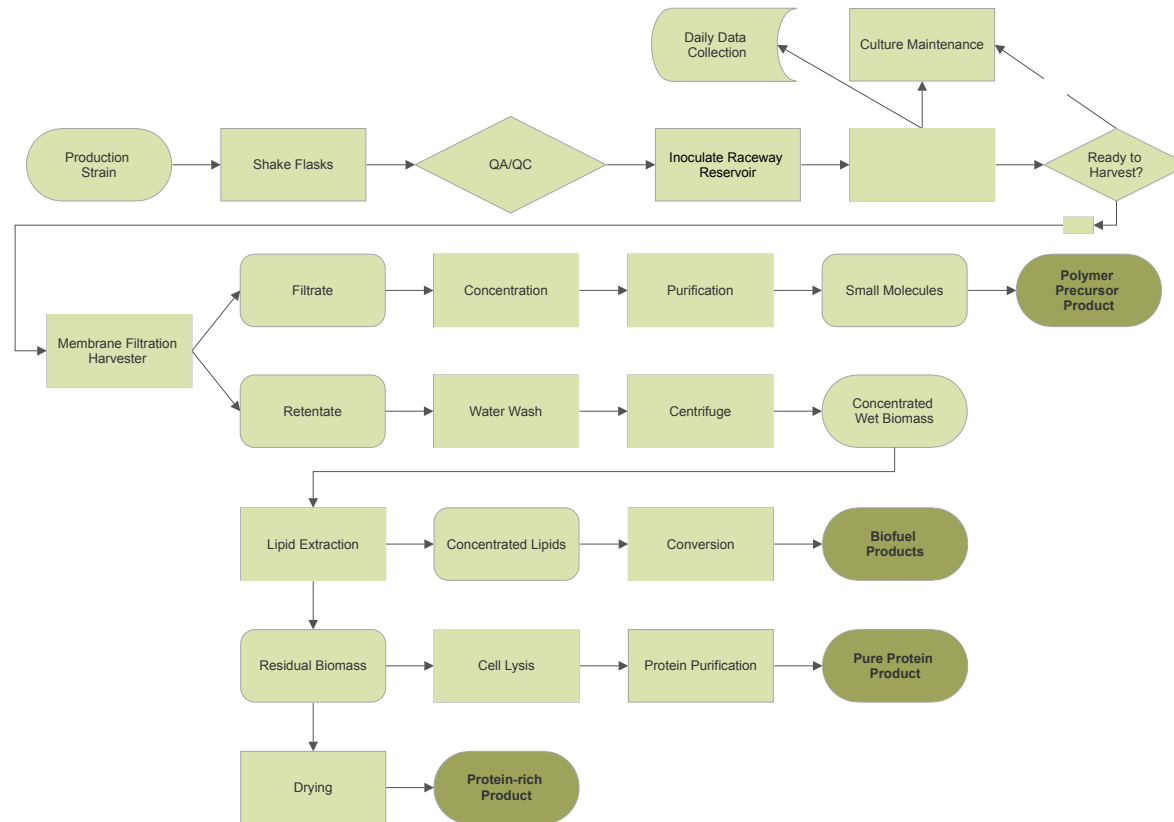 Daily Data
Collection
Culture Maintenance
Production
Strain
Shake Flasks
QA/QC
Inoculate Raceway
Reservoir
Ready to
Harvest?
Filtrate
Concentration
Purification
Small Molecules
Polymer
Precursor
Product
Membrane Filtration
Harvester
Retentate
Water Wash
Centrifuge
Concentrated
Wet Biomass
Lipid Extraction
Concentrated Lipids
Conversion
Biofuel
Products
Residual Biomass
Cell Lysis
Protein Purification
Pure Protein
Product
Drying
Protein-rich
Product